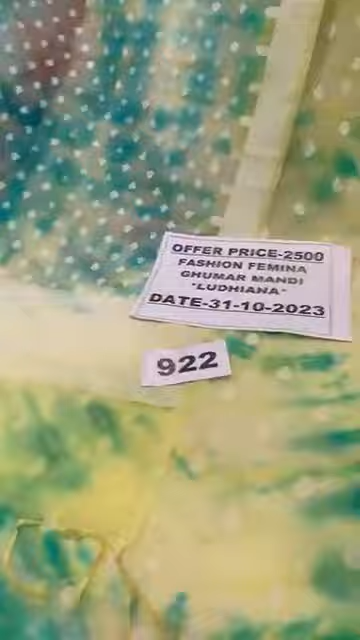 OFFER PRICE-2500
FASHION FEMINA
GHUMAR MANDI
"LUDHIANA"
DATE-31-10-2023
922